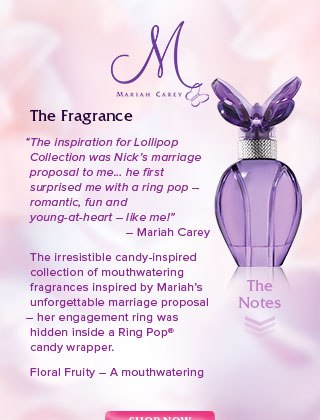 M
MARIAH CAREY
The Fragrance
“The inspiration for Lollipop
Collection was Nick’s marriage
proposal to me... he first
surprised me with a ring pop –
romantic, fun and
young-at-heart – like me!”
– Mariah Carey
The irresistible candy-inspired
collection of mouthwatering
fragrances inspired by Mariah’s
unforgettable marriage proposal
– her engagement ring was
hidden inside a Ring Pop®
candy wrapper.
Floral Fruity – A mouthwatering
The
Notes
SHOP NOW